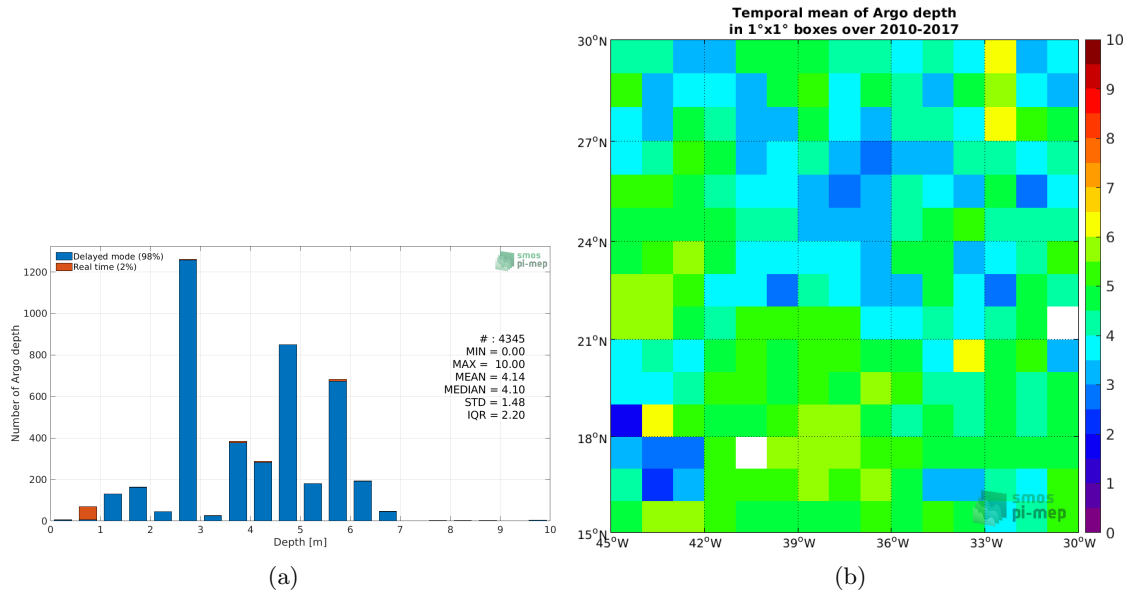 Delayed mode (98%)
Real time (2%)
smos
pi-mep
1200
1000
800
600
400
200
0
Number of Argo depth
# : 4345
MIN = 0.00
MAX = 10.00
MEAN = 4.14
MEDIAN = 4.10
STD = 1.48
IQR = 2.20
0 1 2 3 4 5 6 7 8 9 10
Depth [m]
(a)
Temporal mean of Argo depth
in 1°x1° boxes over 2010-2017
30°N
27°N
24°N
21°N
18°N
15°N
45°W 42°W 39°W 36°W 33°W 30°W
smos
pi-mep
10
9
8
7
6
5
4
3
2
1
0
(b)